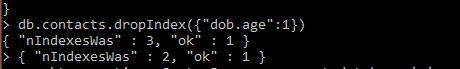 }
> db.contacts.dropIndex({"dob.age":1})
{ "nIndexesWas" : 3, "ok" : 1 }
> { "nIndexesWas" : 2, "ok" : 1 }